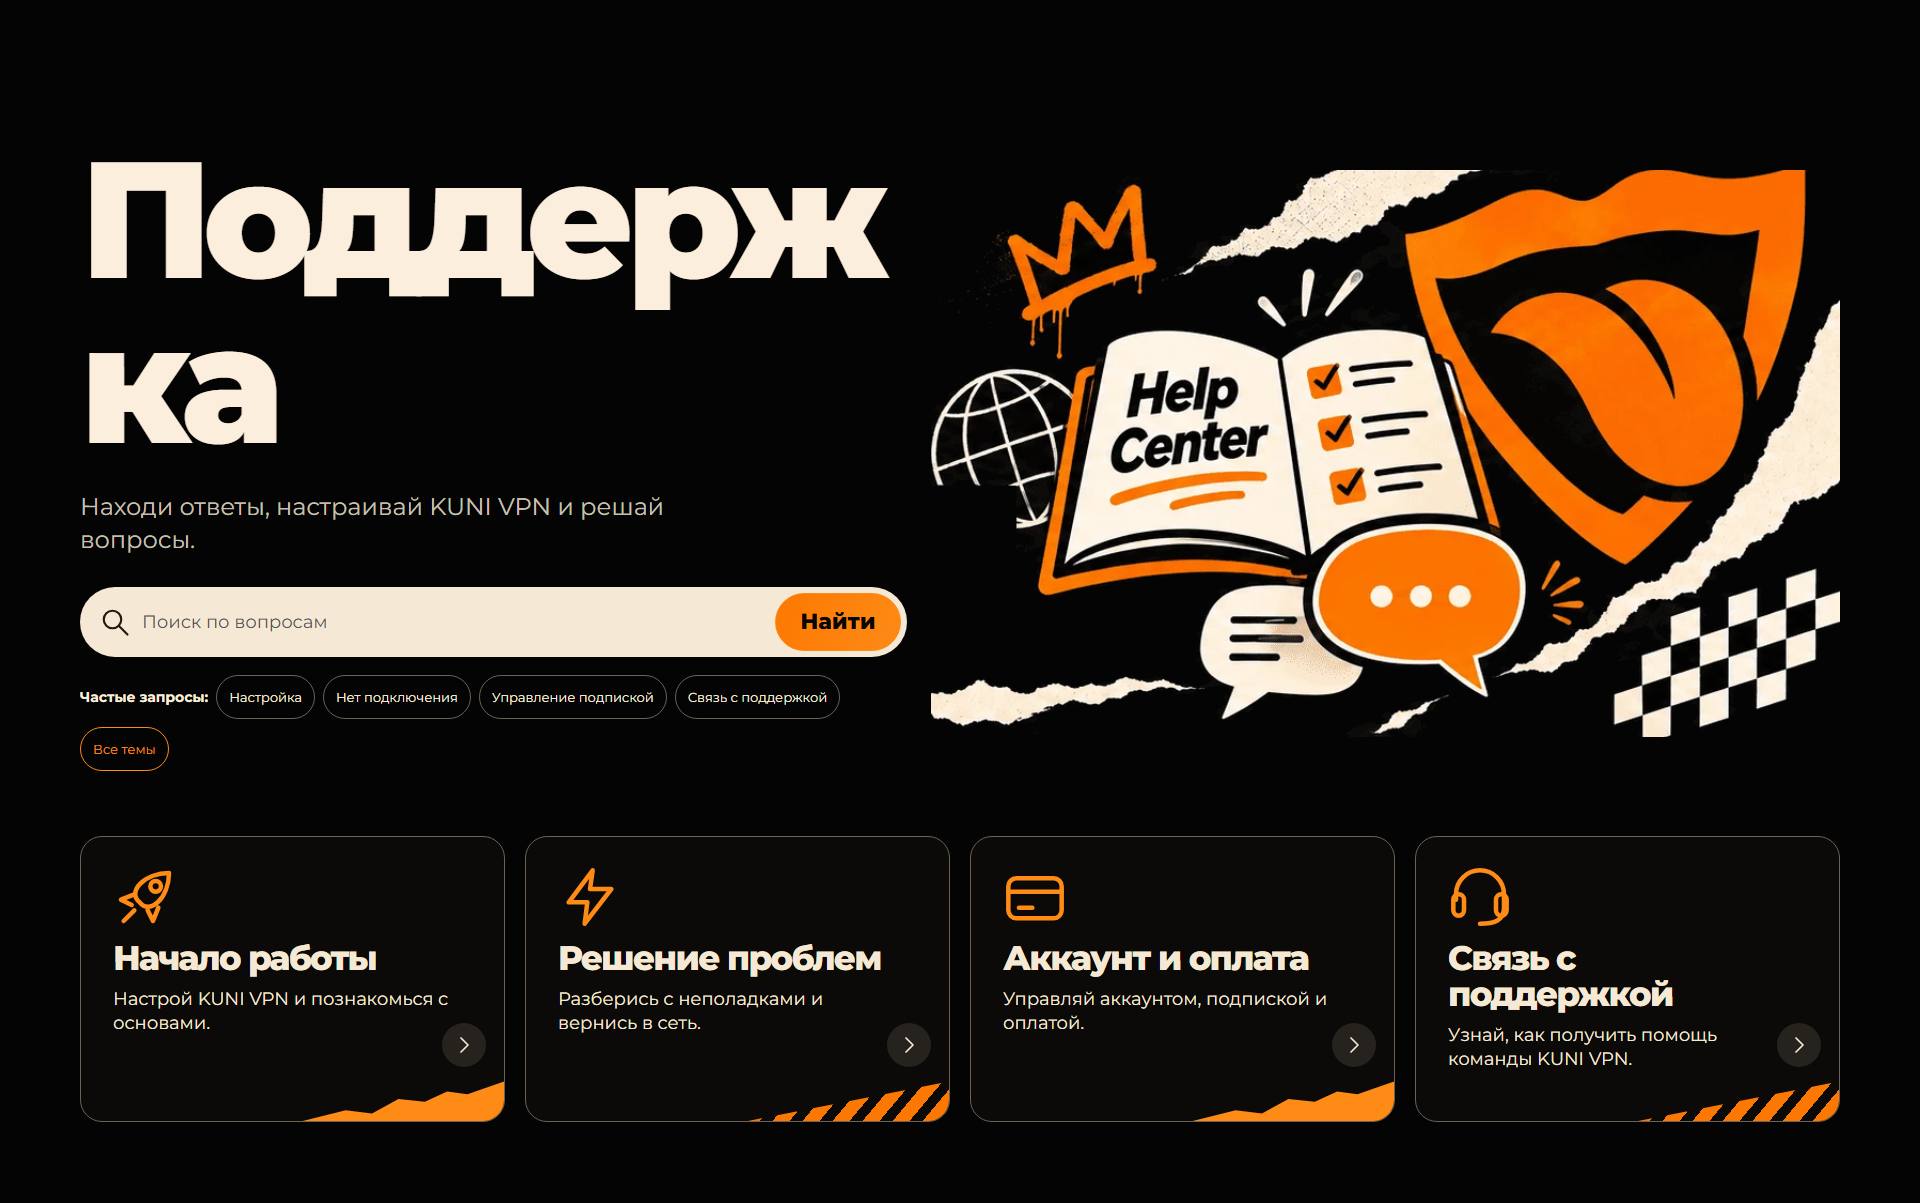 Поддерж
ка
Находи ответы, настраивай KUNI VPN и решай
вопросы.
Поиск по вопросам
Найти
Частые запросы:
Настройка
Нет подключения
Управление подпиской
Связь с поддержкой
Все темы
Help
Center
Начало работы
Настрой KUNI VPN и познакомься с
основами.
Решение проблем
Разберись с неполадками и
вернись в сеть.
Аккаунт и оплата
Управляй аккаунтом, подпиской и
оплатой.
Связь с
поддержкой
Узнай, как получить помощь
команды KUNI VPN.